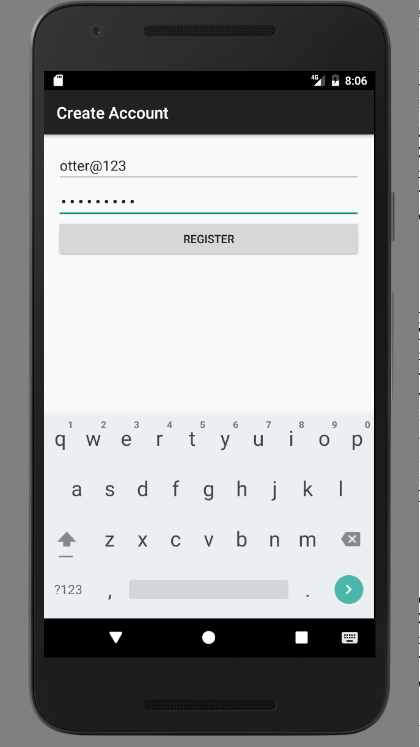 4G 8:06
Create Account
otter@123
•••••••••
REGISTER
1 2 3 4 5 6 7 8 9 0
q w e r t y u i o p
a s d f g h j k l
z x c v b n m
?123 , .